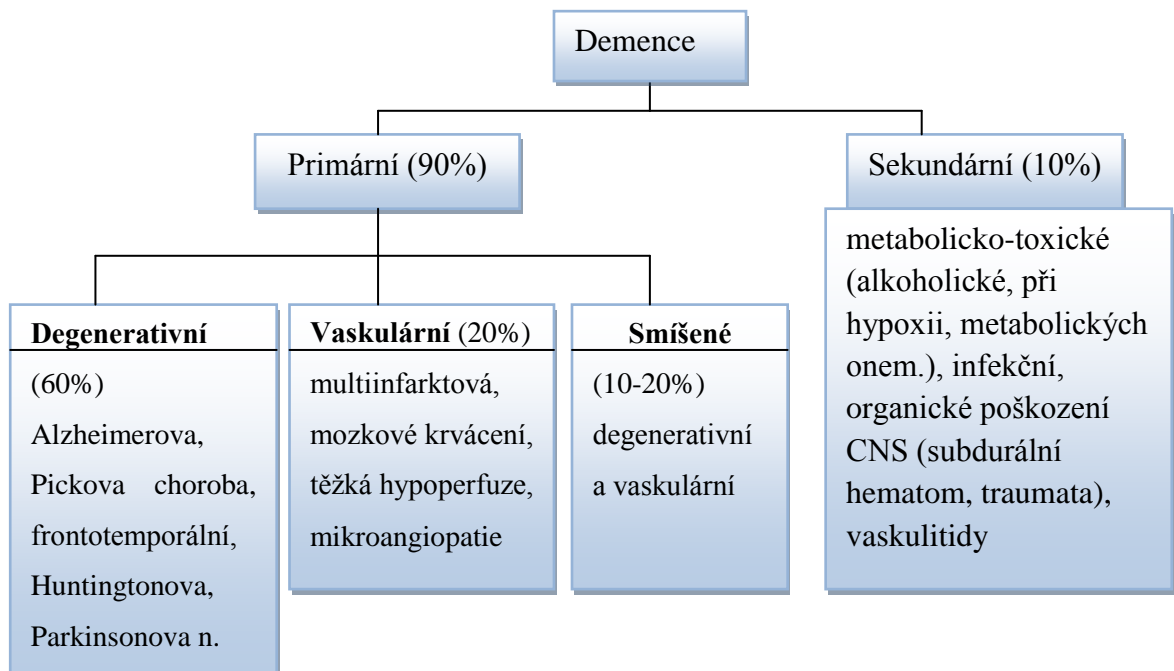 Demence
Primární (90%)
Sekundární (10%)
metabolicko-toxické
(alkoholické, při
hypoxii, metabolických
onem.), infekční,
organické poškození
CNS (subdurální
hematom, traumata),
vaskulitidy
Degenerativní
(60%)
Alzheimerova,
Pickova choroba,
frontotemporální,
Huntingtonova,
Parkinsonova n.
Vaskulární (20%)
multiinfarktová,
mozkové krvácení,
těžká hypoperfuze,
mikroangiopatie
Smíšené
(10-20%)
degenerativní
a vaskulární